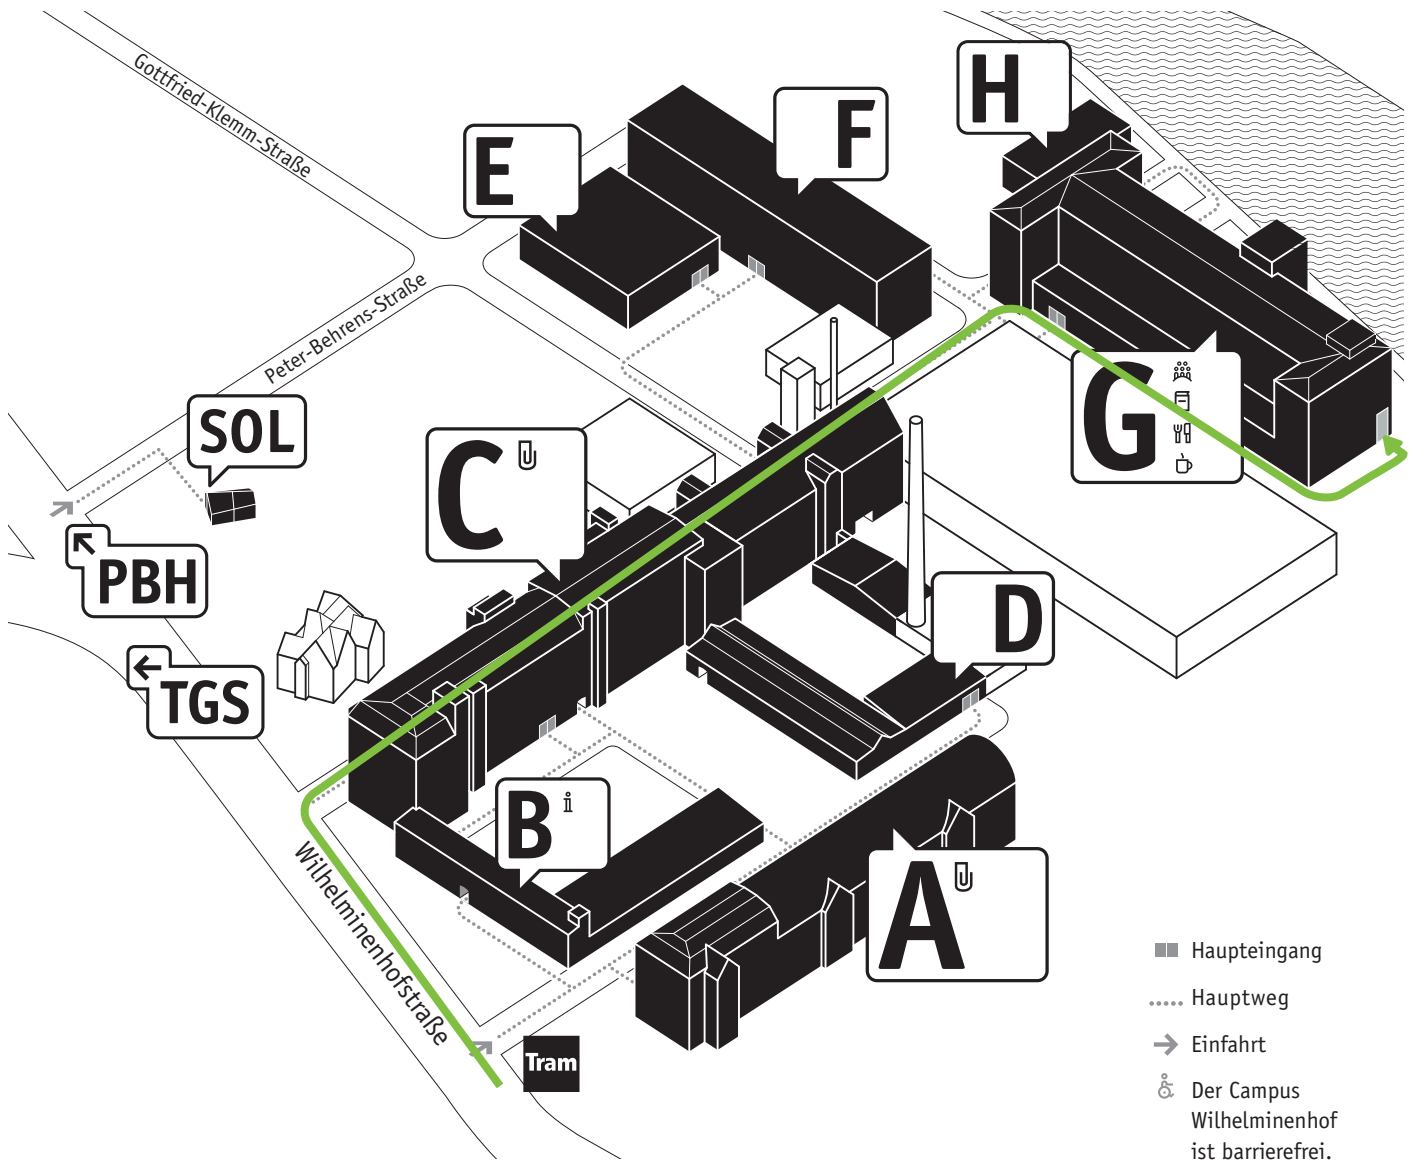 Gottfried-Klemm-Straße
H
F
E
Peter-Behrens-Straße
SOL
C
G
PBH
D
TGS
B i
A
Wilhelminenhofstraße
Tram
Haupteingang
Hauptweg
Einfahrt
Der Campus
Wilhelminenhof
ist barrierefrei.